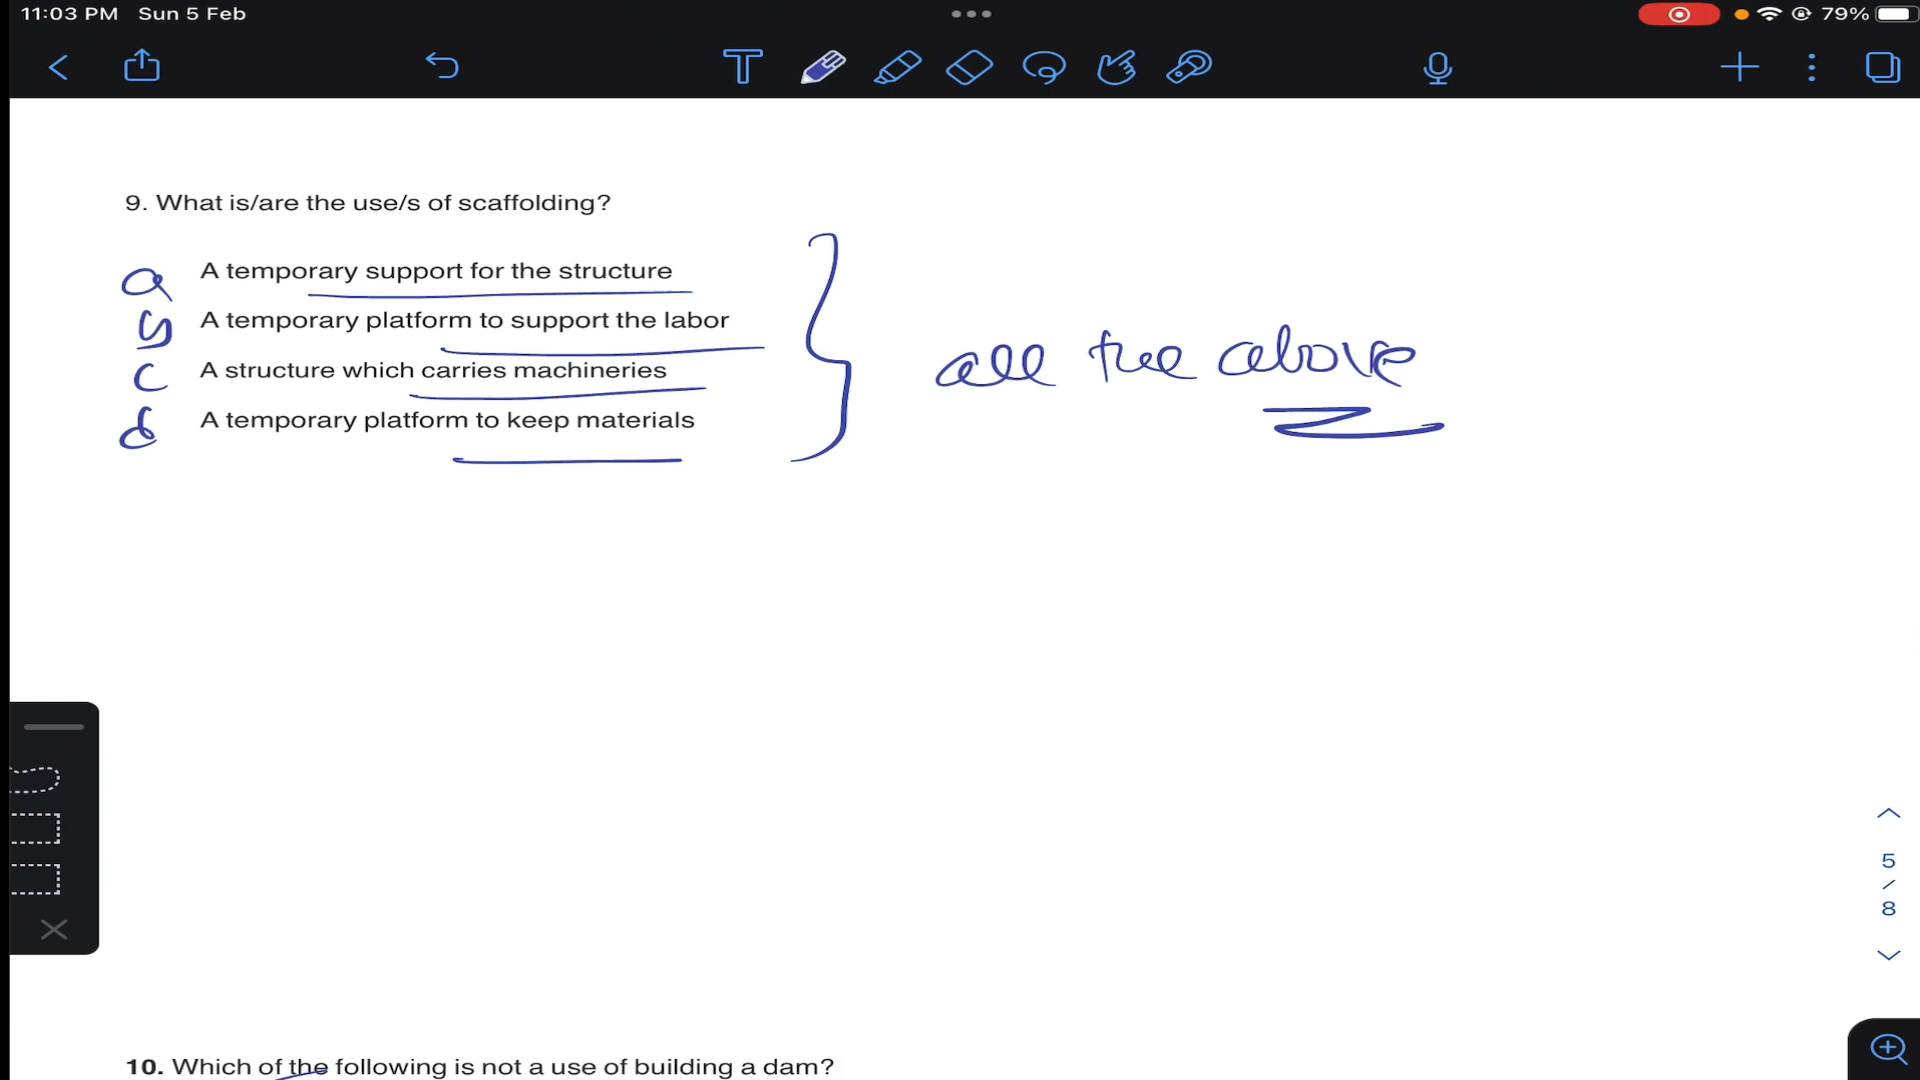 11:03 PM Sun 5 Feb 79%
T
9. What is/are the use/s of scaffolding?
a A temporary support for the structure
b A temporary platform to support the labor
c A structure which carries machineries
d A temporary platform to keep materials
all the above
5
/
8
10. Which of the following is not a use of building a dam?